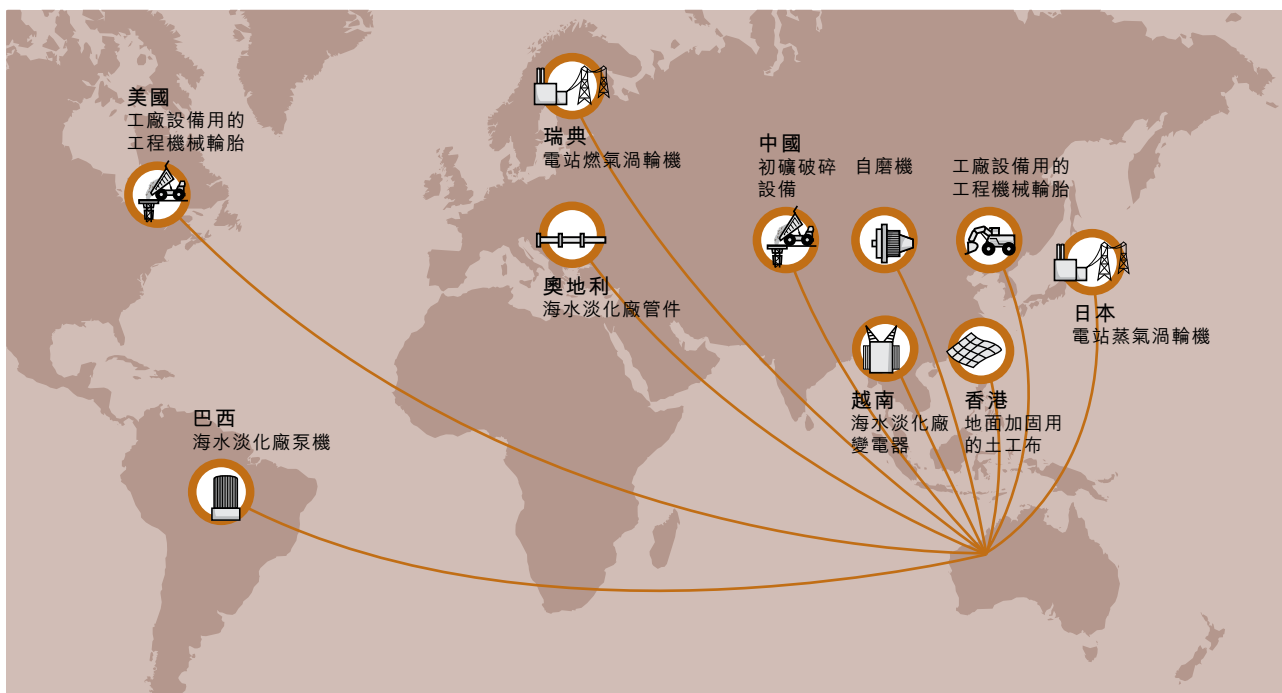 美國
工廠設備用的
工程機械輪胎
瑞典
電站燃氣渦輪機
中國
初礦破碎
設備
自磨機
工廠設備用的
工程機械輪胎
奧地利
海水淡化廠管件
日本
電站蒸氣渦輪機
越南
海水淡化廠
變電器
香港
地面加固用
的土工布
巴西
海水淡化廠泵機